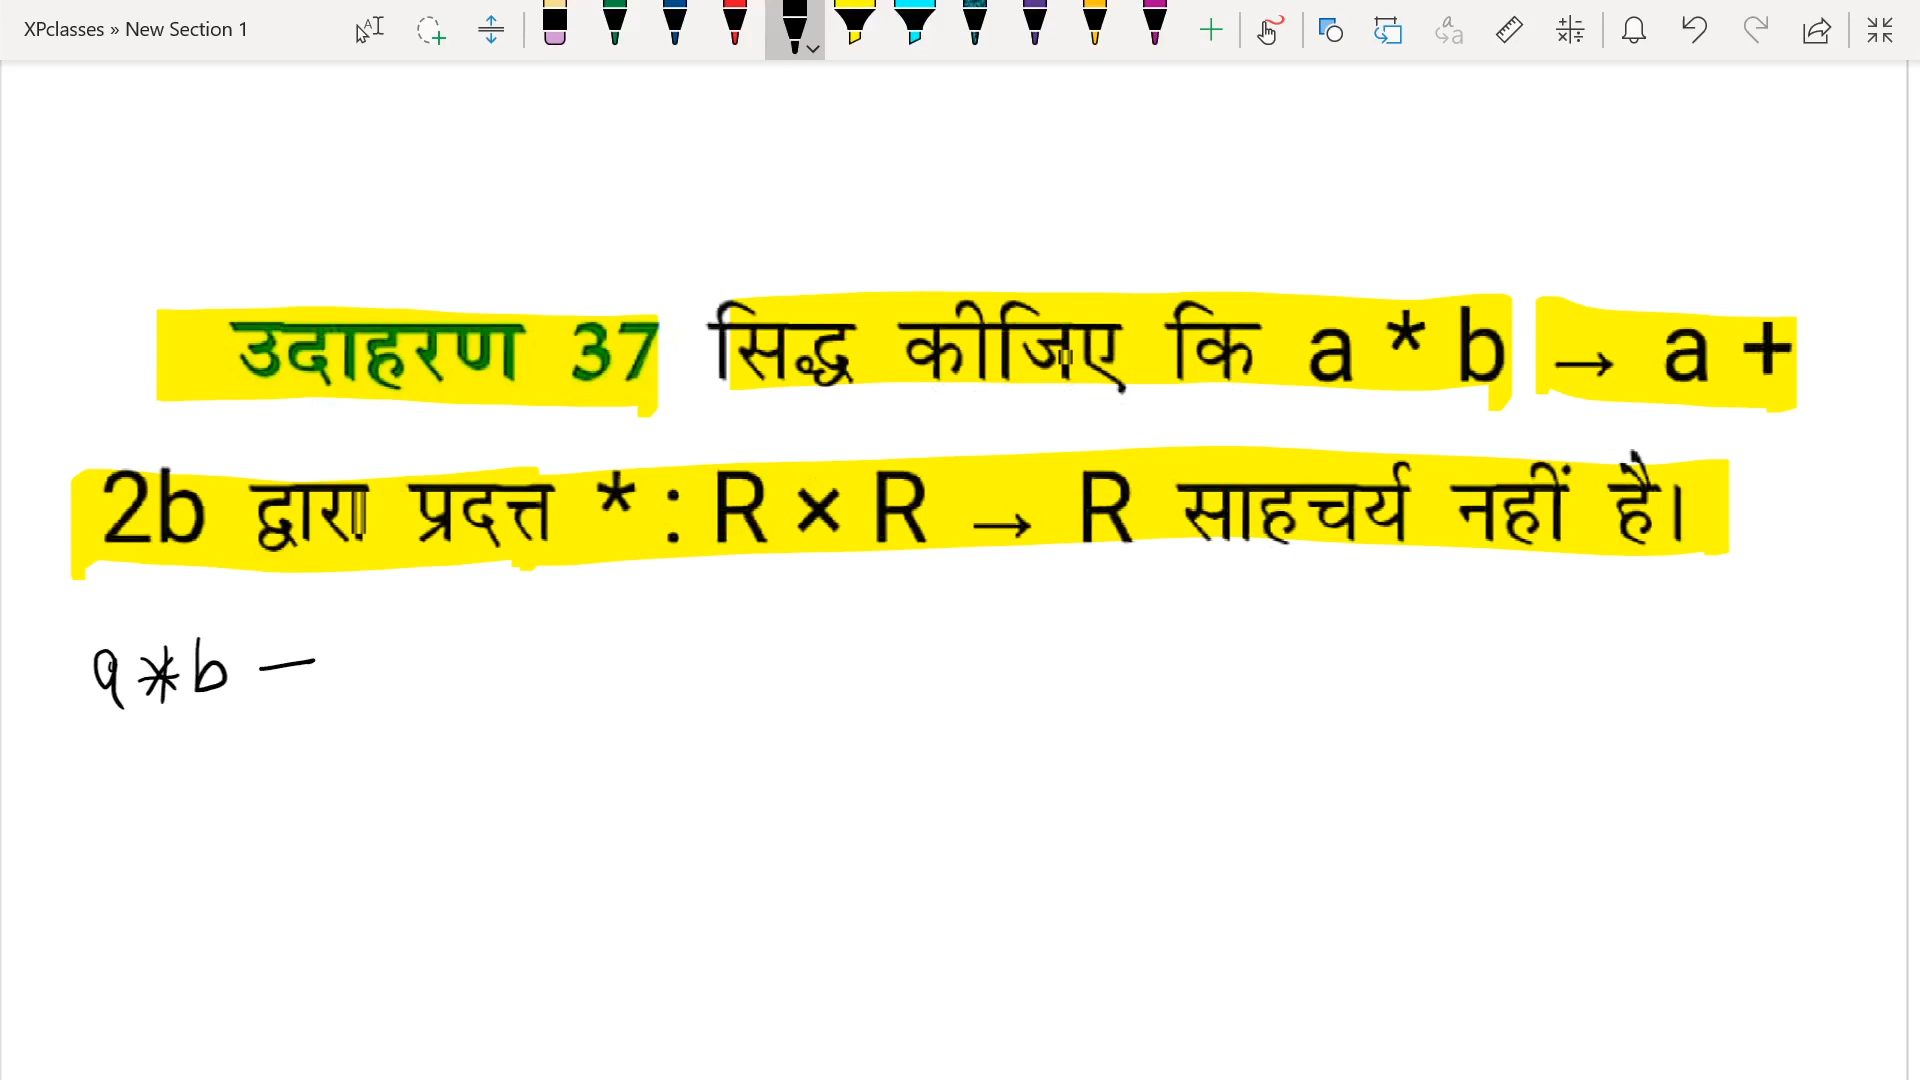 XPclasses » New Section 1
उदाहरण 37 सिद्ध कीजिए कि a * b → a +
2b द्वारा प्रदत्त * : R × R → R साहचर्य नहीं है।
a * b —